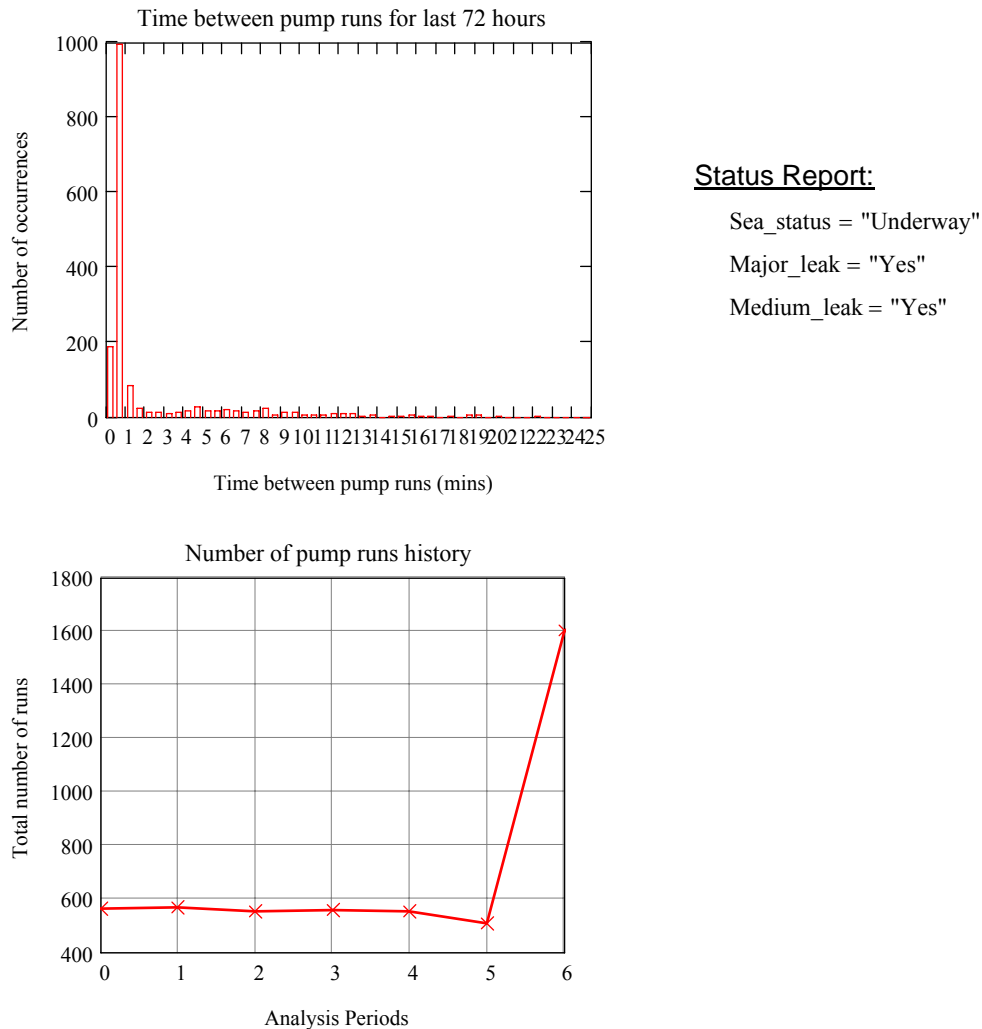 Time between pump runs for last 72 hours
1000
800
600
400
200
0
Number of occurrences
0 1 2 3 4 5 6 7 8 9 10 11 12 13 14 15 16 17 18 19 20 21 22 23 24 25
Time between pump runs (mins)
Status Report:
Sea_status = "Underway"
Major_leak = "Yes"
Medium_leak = "Yes"
Number of pump runs history
1800
1600
1400
1200
1000
800
600
400
Total number of runs
0 1 2 3 4 5 6
Analysis Periods